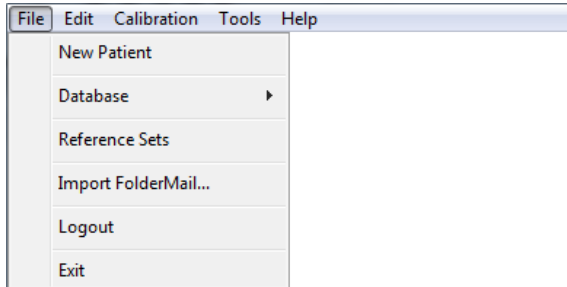 File Edit Calibration Tools Help
New Patient
Database
Reference Sets
Import FolderMail...
Logout
Exit